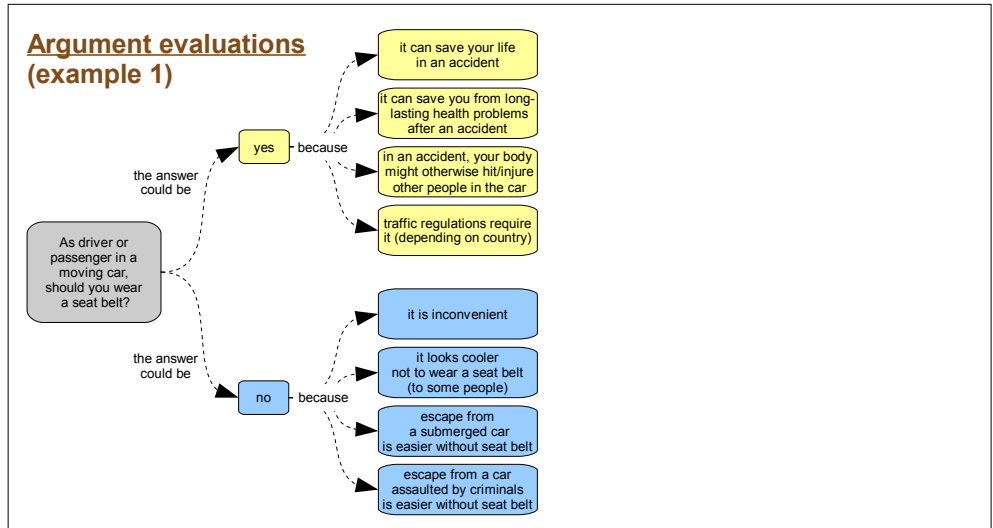 Argument evaluations
(example 1)
it can save your life
in an accident
it can save you from long-
lasting health problems
after an accident
yes
because
in an accident, your body
might otherwise hit/injure
other people in the car
the answer
could be
traffic regulations require
it (depending on country)
As driver or
passenger in a
moving car,
should you wear
a seat belt?
it is inconvenient
the answer
could be
it looks cooler
not to wear a seat belt
(to some people)
no
because
escape from
a submerged car
is easier without seat belt
escape from a car
assaulted by criminals
is easier without seat belt